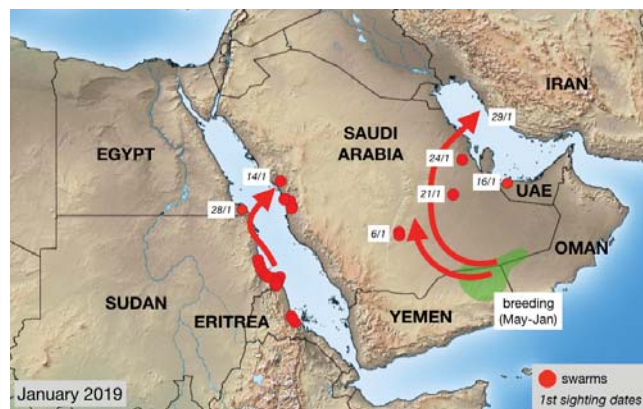 IRAN
29/1
SAUDI
ARABIA
EGYPT
24/1
14/1
16/1
UAE
21/1
28/1
6/1
OMAN
SUDAN
ERITREA
YEMEN
breeding
(May-Jan)
swarms
January 2019
1st sighting dates